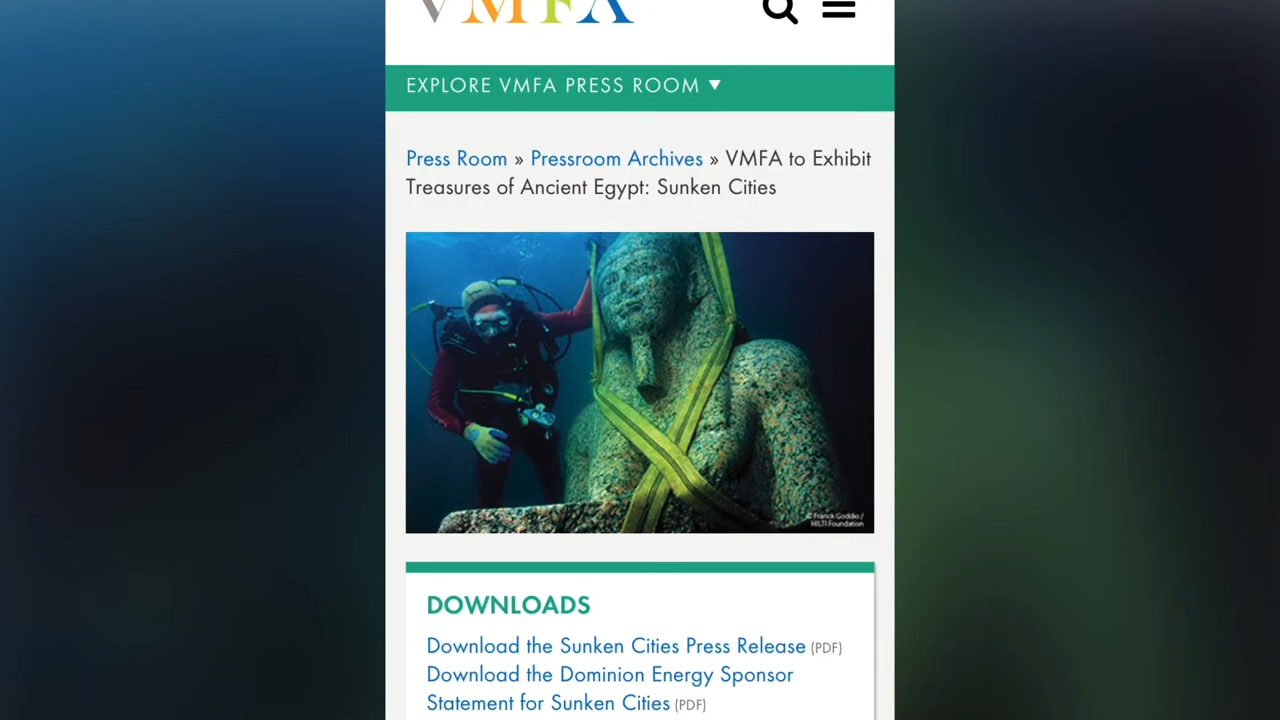 VMFA
EXPLORE VMFA PRESS ROOM ▼
Press Room » Pressroom Archives » VMFA to Exhibit
Treasures of Ancient Egypt: Sunken Cities
© Franck Goddio /
HILTI Foundation
DOWNLOADS
Download the Sunken Cities Press Release (PDF)
Download the Dominion Energy Sponsor
Statement for Sunken Cities (PDF)